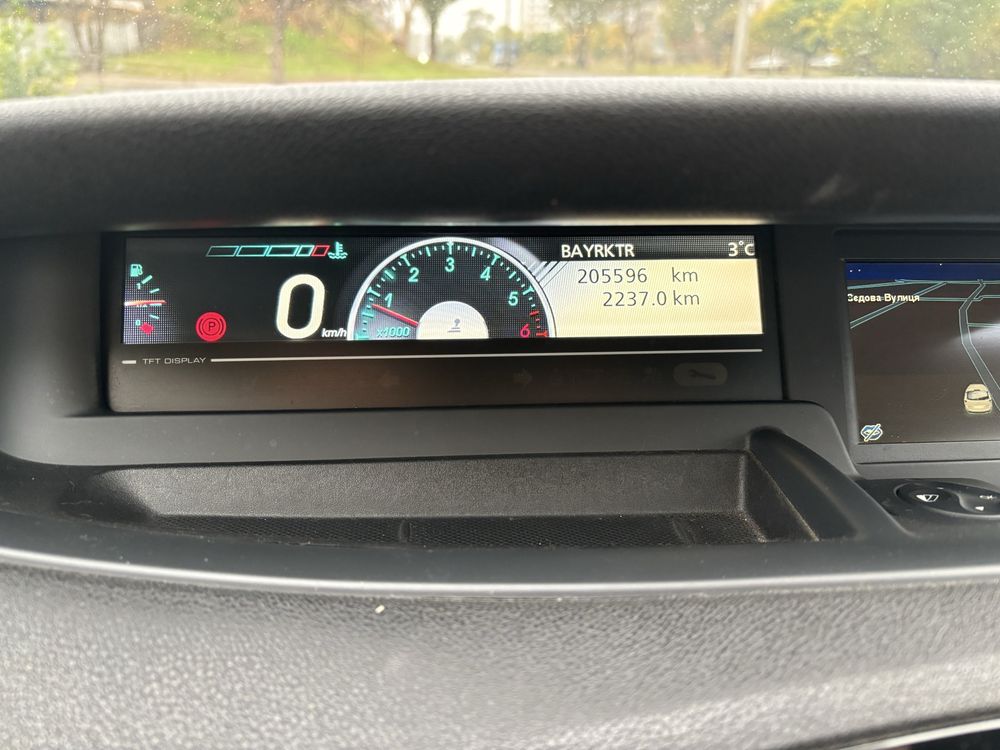 BAYRKTR 3°C
205596 km
2237.0 km
0 km/h
1 2 3 4 5 6
x1000
P
TFT DISPLAY
Сєдова Вулиця